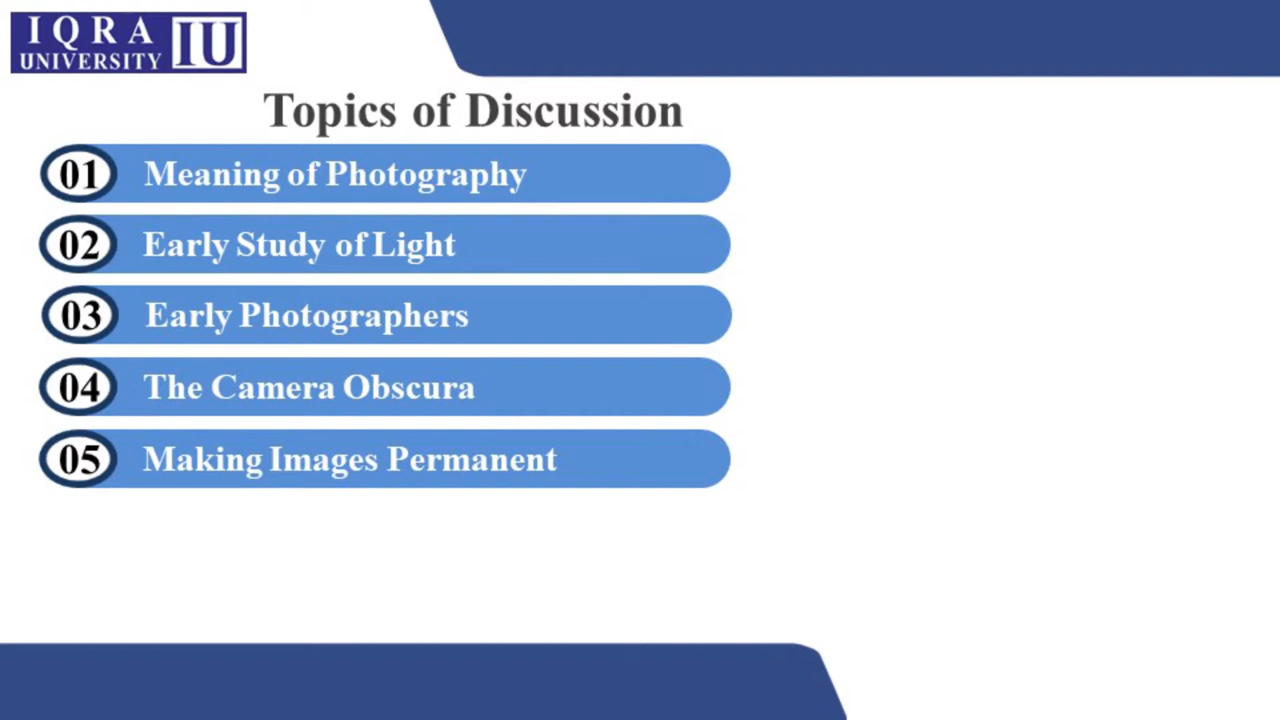 IQRA
UNIVERSITY IU
Topics of Discussion
01 Meaning of Photography
02 Early Study of Light
03 Early Photographers
04 The Camera Obscura
05 Making Images Permanent